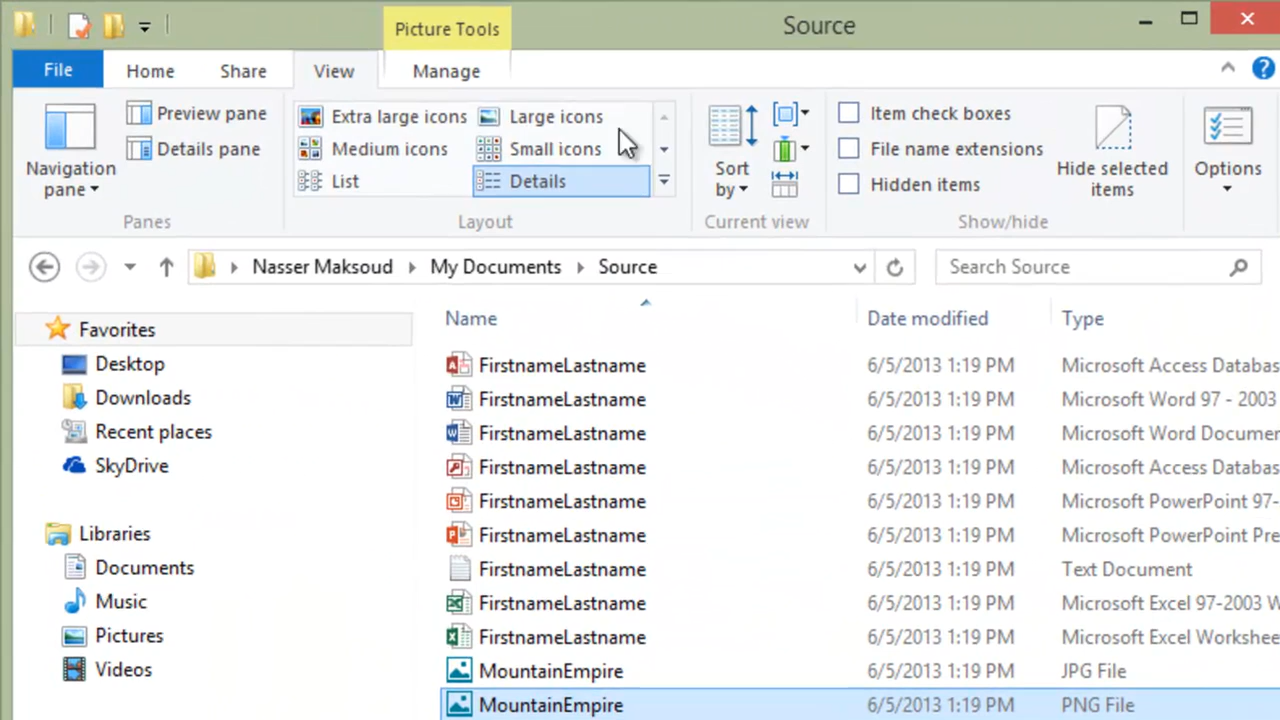 Picture Tools
Source
File Home Share View Manage
Navigation pane
Preview pane
Details pane
Panes
Extra large icons Large icons
Medium icons Small icons
List Details
Layout
Sort by
Current view
Item check boxes
File name extensions
Hidden items
Hide selected items
Show/hide
Options
Nasser Maksoud My Documents Source
Search Source
Favorites
Desktop
Downloads
Recent places
SkyDrive
Libraries
Documents
Music
Pictures
Videos
Name Date modified Type
FirstnameLastname 6/5/2013 1:19 PM Microsoft Access Databas
FirstnameLastname 6/5/2013 1:19 PM Microsoft Word 97 - 2003
FirstnameLastname 6/5/2013 1:19 PM Microsoft Word Documen
FirstnameLastname 6/5/2013 1:19 PM Microsoft Access Databas
FirstnameLastname 6/5/2013 1:19 PM Microsoft PowerPoint 97-
FirstnameLastname 6/5/2013 1:19 PM Microsoft PowerPoint Pre
FirstnameLastname 6/5/2013 1:19 PM Text Document
FirstnameLastname 6/5/2013 1:19 PM Microsoft Excel 97-2003 W
FirstnameLastname 6/5/2013 1:19 PM Microsoft Excel Workshee
MountainEmpire 6/5/2013 1:19 PM JPG File
MountainEmpire 6/5/2013 1:19 PM PNG File